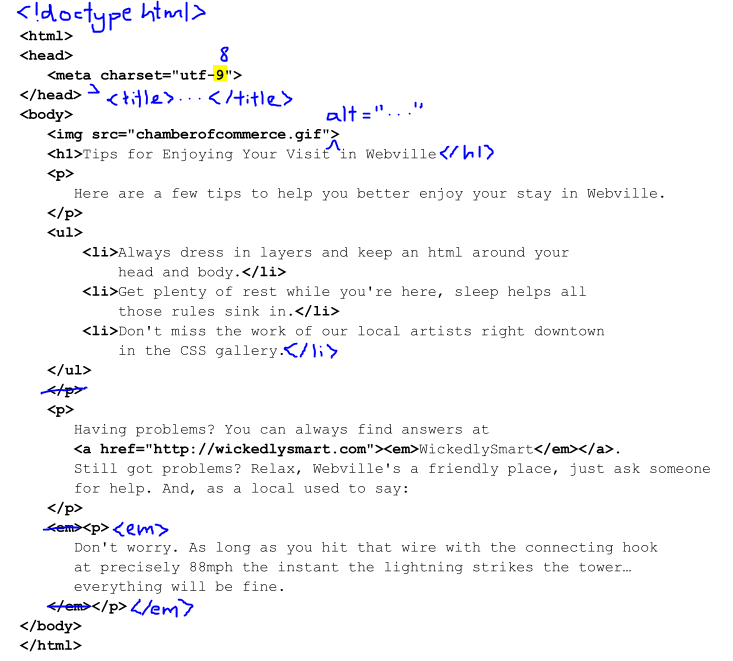 <!doctype html>
<html>
<head>
8
<meta charset="utf-9">
</head> <title>...</title>
<body>
alt="..."
<img src="chamberofcommerce.gif">
<h1>Tips for Enjoying Your Visit in Webville</h1>
<p>
Here are a few tips to help you better enjoy your stay in Webville.
</p>
<ul>
<li>Always dress in layers and keep an html around your
head and body.</li>
<li>Get plenty of rest while you're here, sleep helps all
those rules sink in.</li>
<li>Don't miss the work of our local artists right downtown
in the CSS gallery.</li>
</ul>
</p>
<p>
Having problems? You can always find answers at
<a href="http://wickedlysmart.com"><em>WickedlySmart</em></a>.
Still got problems? Relax, Webville's a friendly place, just ask someone
for help. And, as a local used to say:
</p>
<em><p><em>
Don't worry. As long as you hit that wire with the connecting hook
at precisely 88mph the instant the lightning strikes the tower…
everything will be fine.
</em></p></em>
</body>
</html>